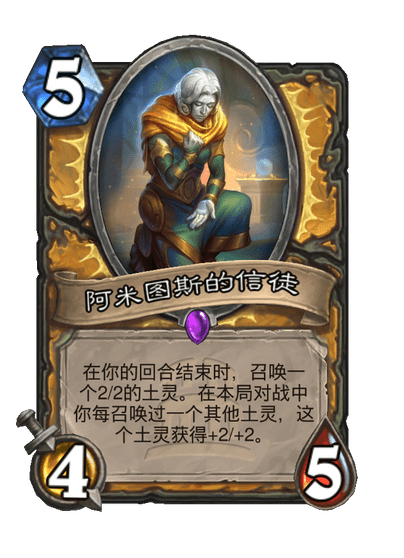 5
阿米图斯的信徒
在你的回合结束时，召唤一
个2/2的土灵。在本局对战中
你每召唤过一个其他土灵，这
个土灵获得+2/+2。
4
5